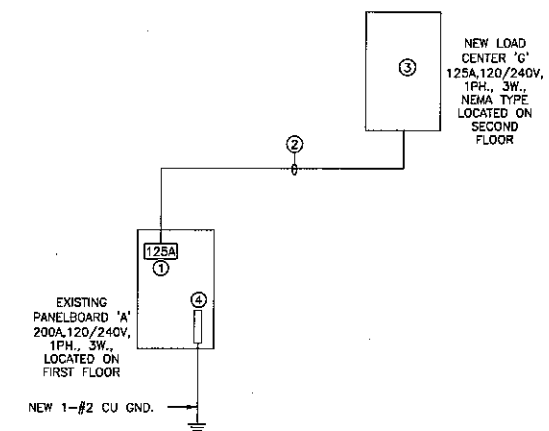 3
NEW LOAD
CENTER 'G'
125A,120/240V,
1PH., 3W.,
NEMA TYPE
LOCATED ON
SECOND
FLOOR
2
125A
1
4
EXISTING
PANELBOARD 'A'
200A,120/240V,
1PH., 3W.,
LOCATED ON
FIRST FLOOR
NEW 1-#2 CU GND.